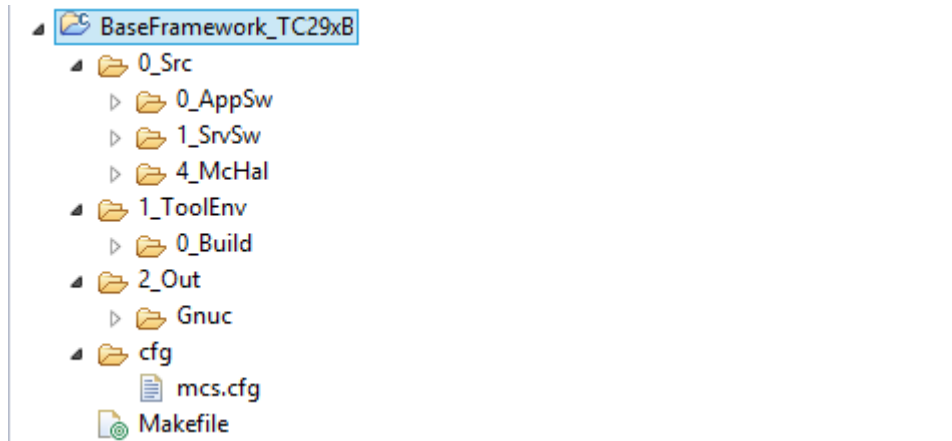 BaseFramework_TC29xB
0_Src
0_AppSw
1_SrvSw
4_McHal
1_ToolEnv
0_Build
2_Out
Gnuc
cfg
mcs.cfg
Makefile